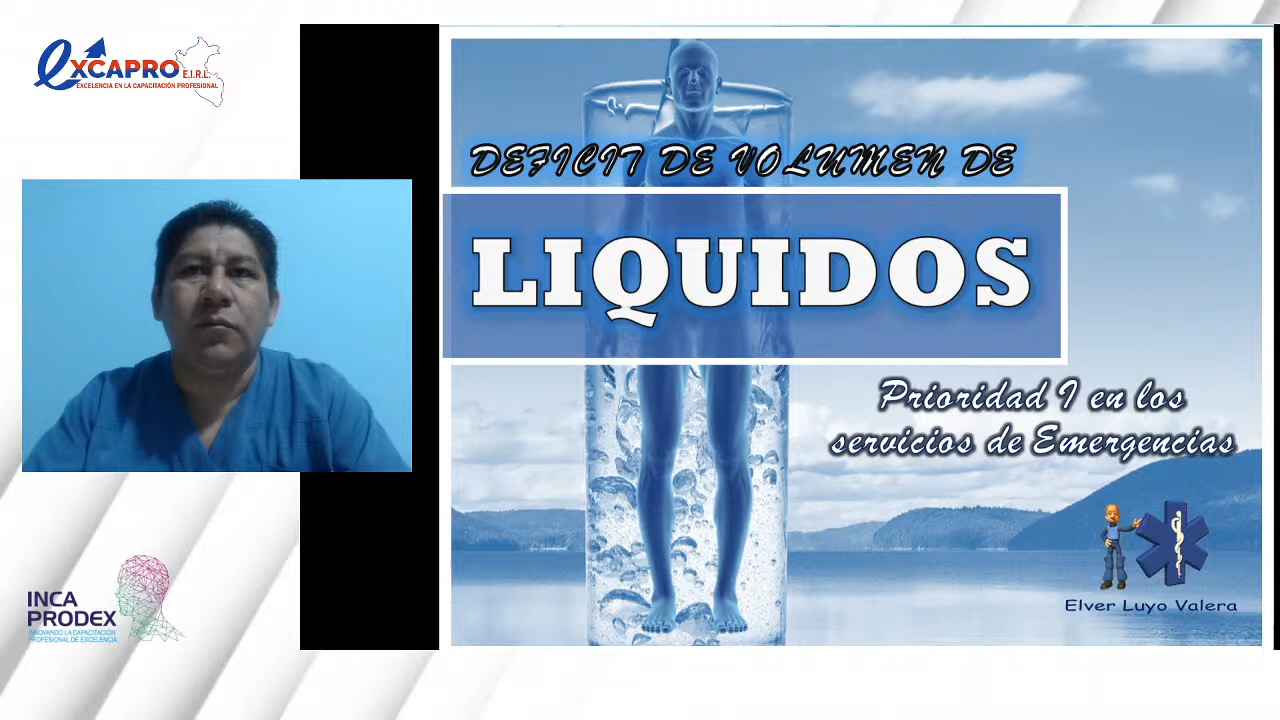 exCAPRO E.I.R.L.
EXCELENCIA EN LA CAPACITACIÓN PROFESIONAL
DEFICIT DE VOLUMEN DE
LIQUIDOS
Prioridad I en los
servicios de Emergencias
Elver Luyo Valera
INCA
PRODEX
INNOVANDO LA CAPACITACIÓN
PROFESIONAL DE EXCELENCIA